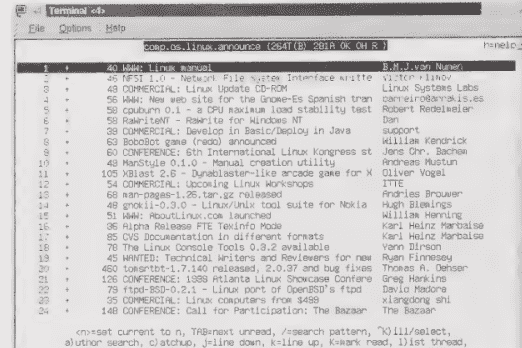 Terminal <4>
File Options Help
comp.os.linux.announce (264T(B) 281A 0K 0H R ) h=help
1 + 40 WWW: Linux manual B.M.J.van Nunen
2 + 46 NFSI 1.0 - Network File system Interface writte Victor Klimov
3 + 49 COMMERCIAL: Linux Update CD-ROM Linux Systems Labs
4 + 56 WWW: New web site for the Gnome-Es Spanish tran
5 + 58 cpuburn 0.1 - a CPU maximum load stability test Robert Redelmeier
6 + 58 RaWriteNT - RaWrite for Windows NT Dan
7 + 39 COMMERCIAL: Develop in Basic/Deploy in Java support
8 + 63 BoboBot game (redo) announced William Kendrick
9 + 60 CONFERENCE: 6th International Linux Kongress st Jens Chr. Bachem
10 + 48 ManStyle 0.1.0 - Manual creation utility Andreas Mustun
11 + 105 XBlast 2.6 - Dynablaster-like arcade game for X Oliver Vogel
12 + 54 COMMERCIAL: Upcoming Linux Workshops ITTE
13 + 68 man-pages-1.26.tar.gz released Andries Brouwer
14 + 48 gnokii-0.3.0 - Linux/Unix tool suite for Nokia Hugh Blemings
15 + 51 WWW: AboutLinux.com launched William Henning
16 + 36 Alpha Release FTE Texinfo Mode Karl Heinz Marbaise
17 + 85 CVS Documentation in different formats Karl Heinz Marbaise
18 + 78 The Linux Console Tools 0.3.2 available Yann Dirson
19 + 45 WANTED: Technical Writers and Reviewers for new Ryan Finnesey
20 + 460 tomsrtbt-1.7.140 released, 2.0.37 and bug fixes Thomas A. Oehser
21 + 126 CONFERENCE: 1999 Atlanta Linux Showcase Confere Greg Hankins
22 + 79 ftpd-BSD-0.2.1 - Linux port of OpenBSD's ftpd David Madore
23 + 35 COMMERCIAL: Linux computers from $499 xiangdong shi
24 + 148 CONFERENCE: Call for Participation: The Bazaar The Bazaar
<n>=set current to n, TAB=next unread, /=search pattern, ^K)ill/select,
a)uthor search, c)atchup, j=line down, k=line up, K=mark read, l)ist thread,